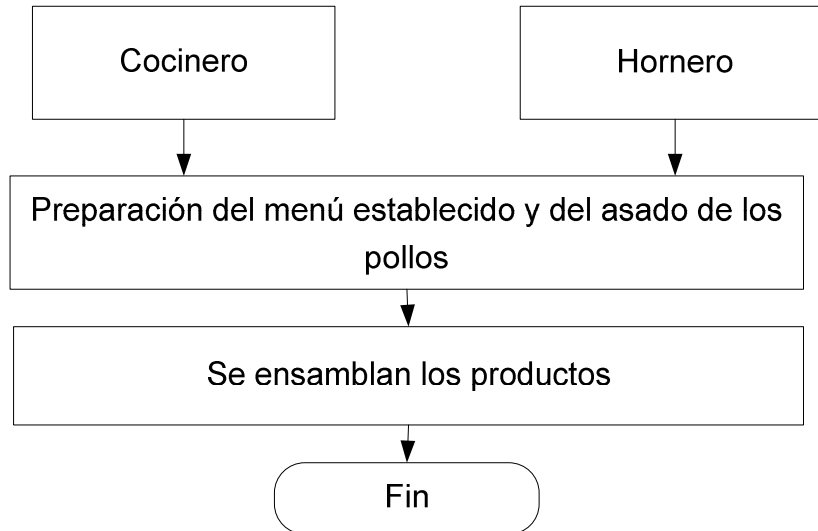 Cocinero
Hornero
Preparación del menú establecido y del asado de los
pollos
Se ensamblan los productos
Fin